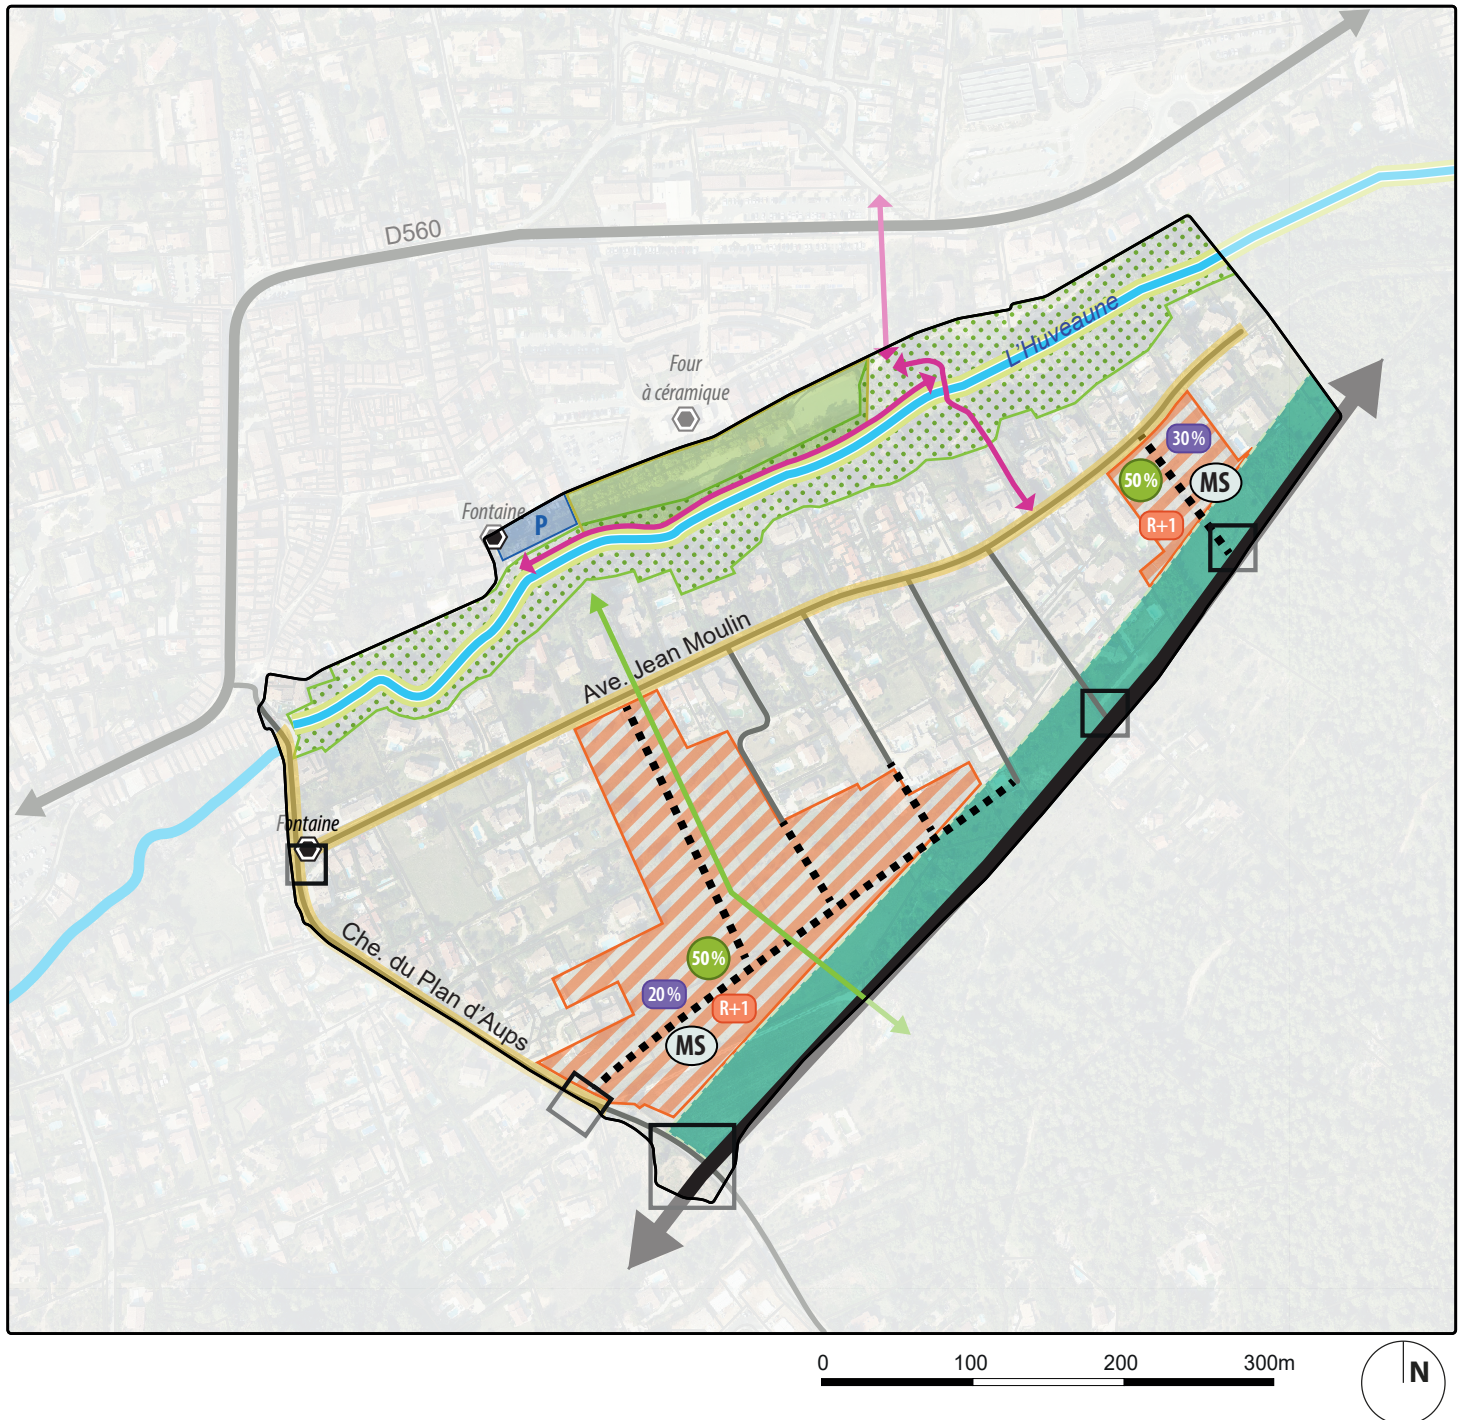 D560
L'Huveaune
Four
à céramique
30%
50%
MS
Fontaine
P
R+1
Ave. Jean Moulin
Fontaine
Che. du Plan d'Aups
50%
20%
R+1
MS
0 100 200 300m
N